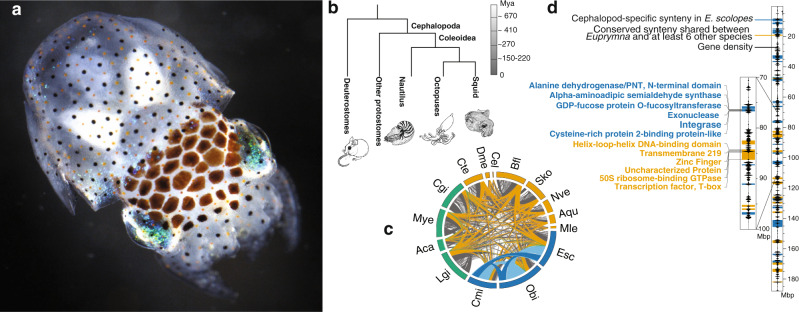 a
b
Mya
670
410
270
150-220
0
Cephalopoda
Coleoidea
Deuterostomes
Other protostomes
Nautilus
Octopuses
Squid
c
Cte
Dme
Cel
Bfl
Sko
Nve
Aqu
Mle
Esc
Obi
Cmi
Lgi
Aca
Mye
Cgi
d
Cephalopod-specific synteny in E. scolopes
Conserved synteny shared between
Euprymna and at least 6 other species
Gene density
Alanine dehydrogenase/PNT, N-terminal domain
Alpha-aminoadipic semialdehyde synthase
GDP-fucose protein O-fucosyltransferase
Exonuclease
Integrase
Cysteine-rich protein 2-binding protein-like
Helix-loop-helix DNA-binding domain
Transmembrane 219
Zinc Finger
Uncharacterized Protein
50S ribosome-binding GTPase
Transcription factor, T-box
70
80
90
100
Mbp
0
20
40
60
80
100
120
140
160
180
Mbp